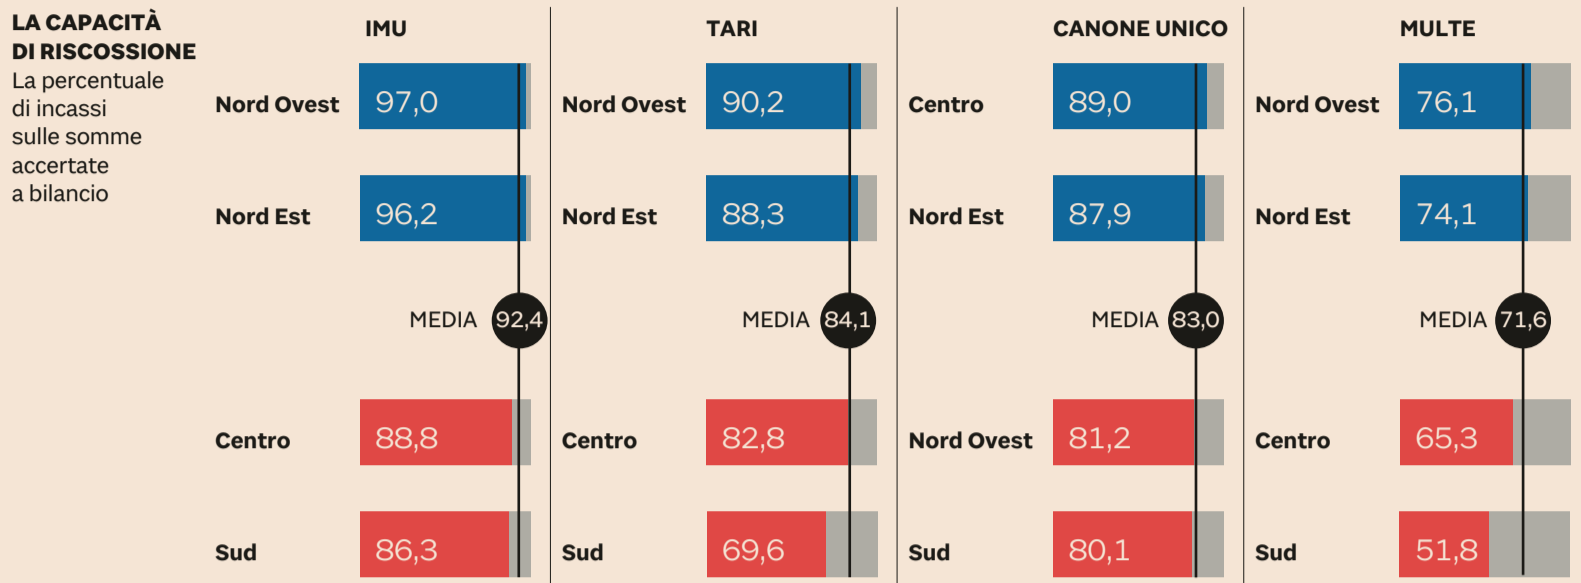 LA CAPACITÀ
DI RISCOSSIONE
La percentuale
di incassi
sulle somme
accertate
a bilancio
IMU
Nord Ovest 97,0
Nord Est 96,2
MEDIA 92,4
Centro 88,8
Sud 86,3
TARI
Nord Ovest 90,2
Nord Est 88,3
MEDIA 84,1
Centro 82,8
Sud 69,6
CANONE UNICO
Centro 89,0
Nord Est 87,9
MEDIA 83,0
Nord Ovest 81,2
Sud 80,1
MULTE
Nord Ovest 76,1
Nord Est 74,1
MEDIA 71,6
Centro 65,3
Sud 51,8